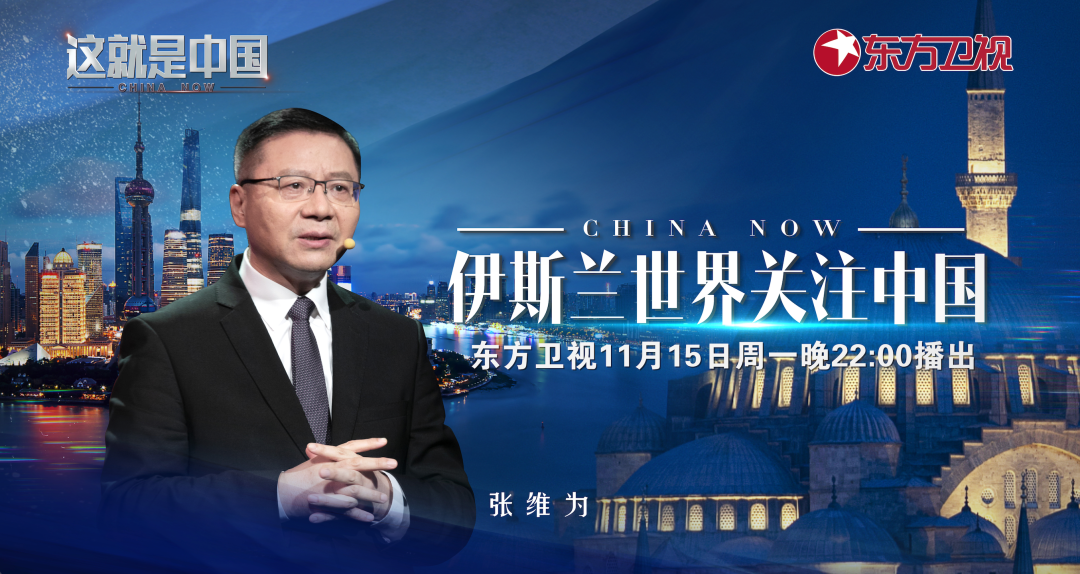 这就是中国
CHINA NOW
东方卫视
CHINA NOW
伊斯兰世界关注中国
东方卫视11月15日周一晚22:00播出
张维为